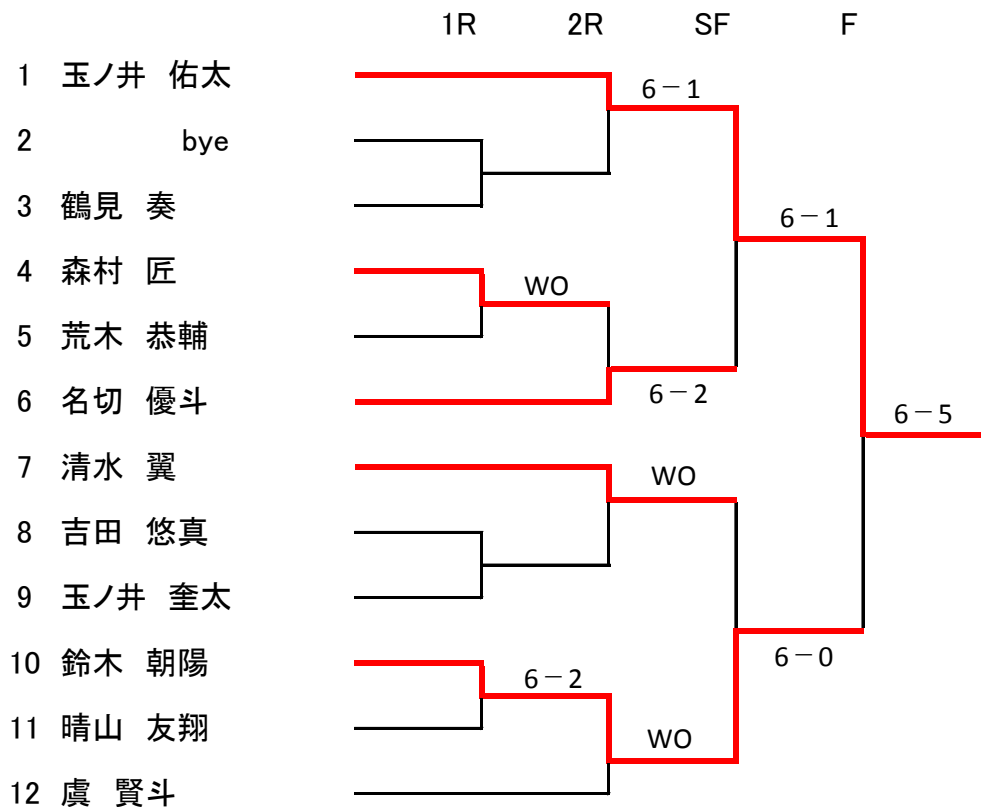 1R 2R SF F
1 玉ノ井 佑太
6－1
2 bye
3 鶴見 奏
6－1
4 森村 匠
WO
5 荒木 恭輔
6 名切 優斗
6－2
6－5
7 清水 翼
WO
8 吉田 悠真
9 玉ノ井 奎太
10 鈴木 朝陽
6－0
6－2
11 晴山 友翔
WO
12 虞 賢斗